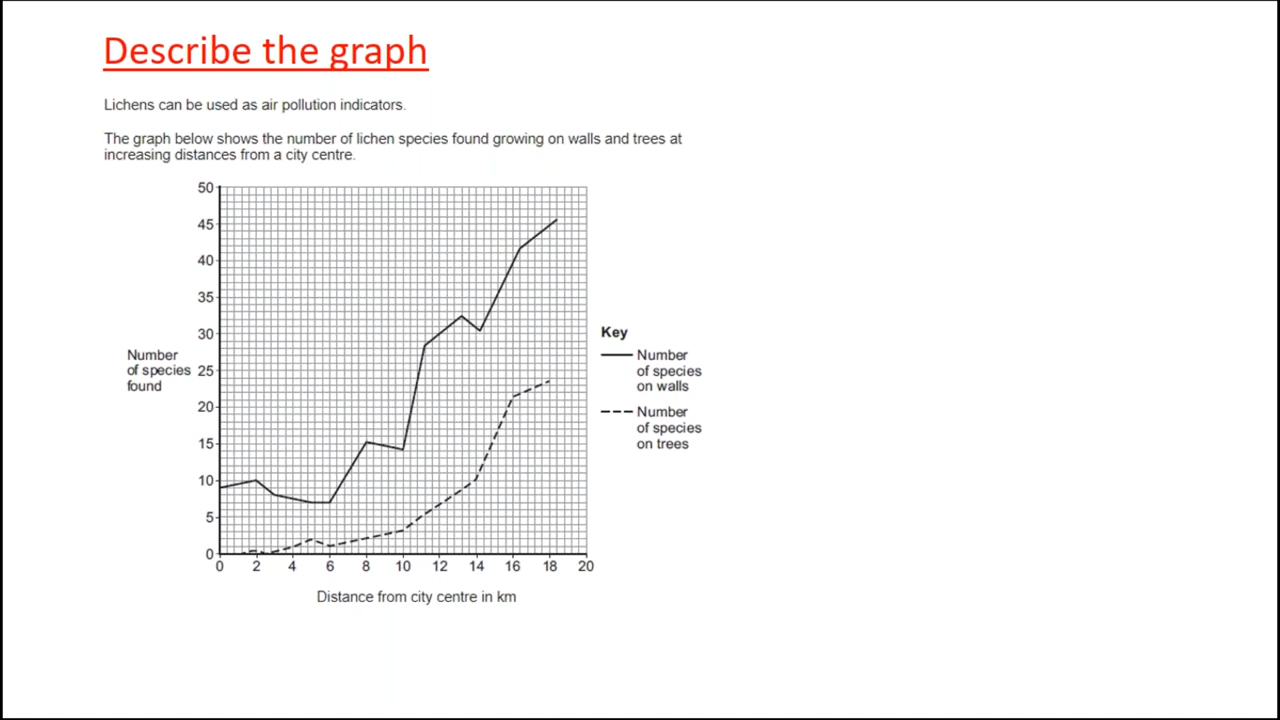 Describe the graph
Lichens can be used as air pollution indicators.
The graph below shows the number of lichen species found growing on walls and trees at
increasing distances from a city centre.
50
45
40
35
30
25
20
15
10
5
0
Number
of species
found
0 2 4 6 8 10 12 14 16 18 20
Distance from city centre in km
Key
Number
of species
on walls
Number
of species
on trees